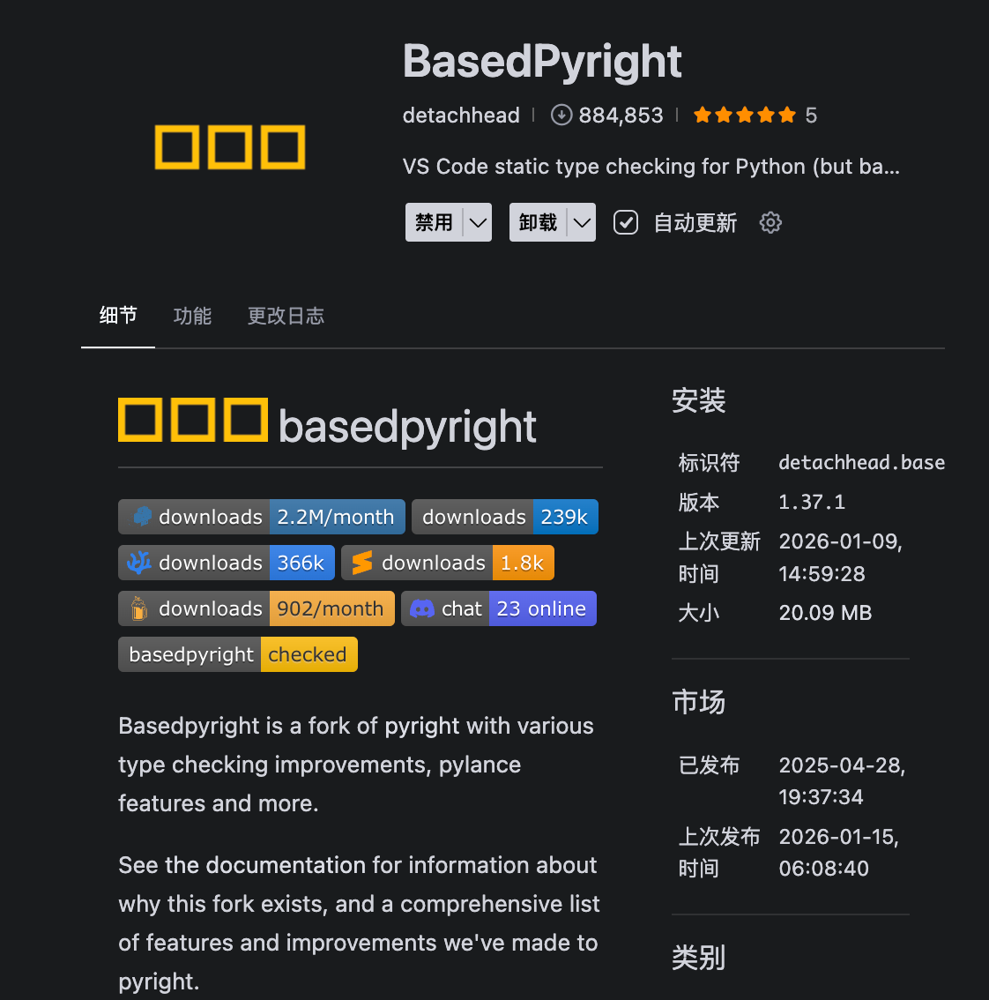 BasedPyright
detachhead
884,853
5
VS Code static type checking for Python (but ba...
禁用
卸载
自动更新
细节
功能
更改日志
basedpyright
downloads 2.2M/month
downloads 239k
downloads 366k
downloads 1.8k
downloads 902/month
chat 23 online
basedpyright checked
Basedpyright is a fork of pyright with various
type checking improvements, pylance
features and more.
See the documentation for information about
why this fork exists, and a comprehensive list
of features and improvements we've made to
pyright.
安装
标识符 detachhead.base
版本 1.37.1
上次更新 2026-01-09,
时间 14:59:28
大小 20.09 MB
市场
已发布 2025-04-28,
19:37:34
上次发布 2026-01-15,
时间 06:08:40
类别